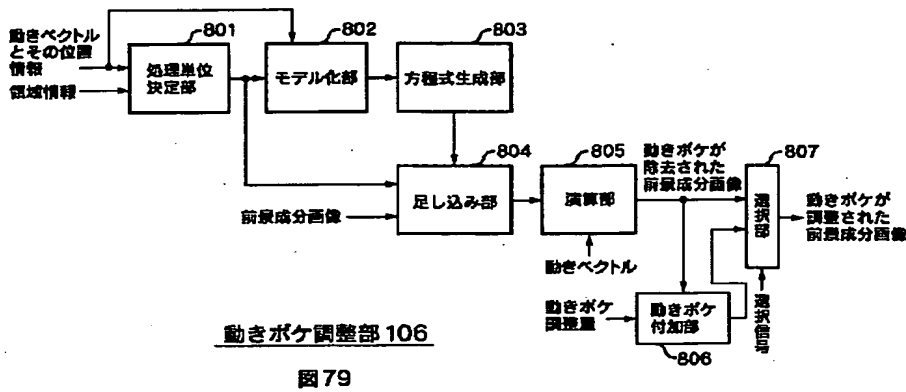 動きベクトル
とその位置
情報
領域情報
801
処理単位
決定部
802
モデル化部
803
方程式生成部
804
足し込み部
前景成分画像
805
演算部
動きベクトル
動きボケが
除去された
前景成分画像
動きボケ
調整量
動きボケ
付加部
806
807
選択部
選択信号
動きボケが
調整された
前景成分画像
動きボケ調整部106
図79